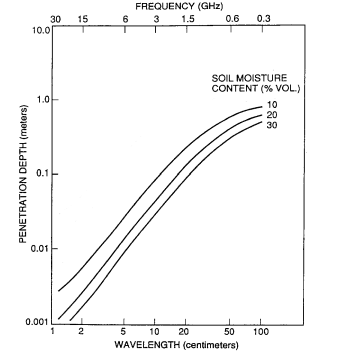 FREQUENCY (GHz)
30 15 6 3 1.5 0.6 0.3
10.0
1.0
0.1
0.01
0.001
PENETRATION DEPTH (meters)
SOIL MOISTURE
CONTENT (% VOL.)
10
20
30
1 2 5 10 20 50 100
WAVELENGTH (centimeters)